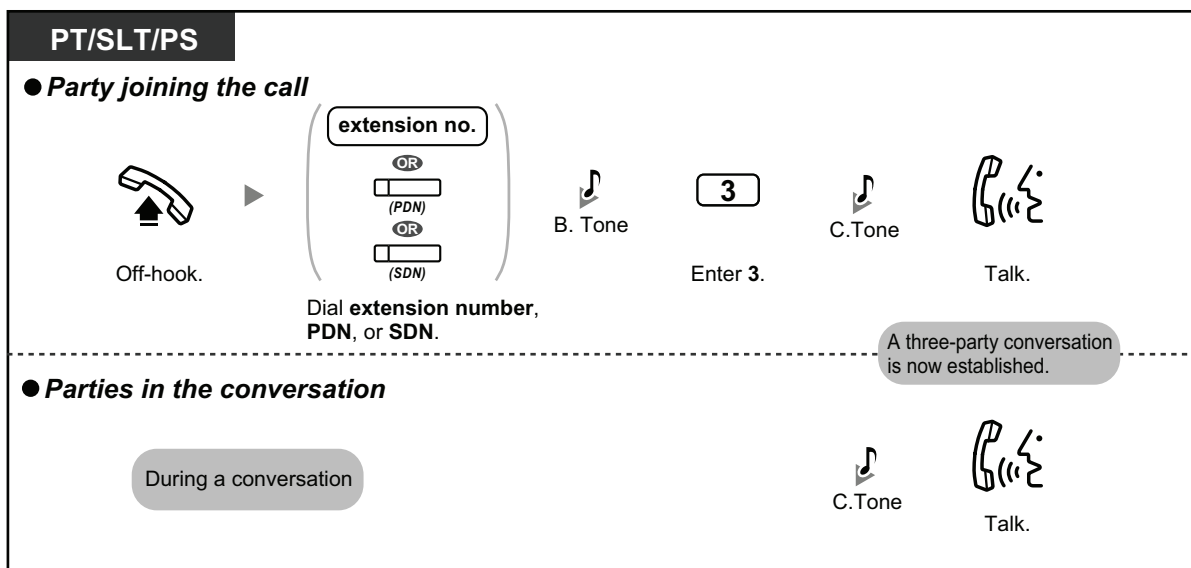 PT/SLT/PS
● Party joining the call
extension no.
OR
(PDN)
OR
(SDN)
B. Tone
3
C.Tone
Off-hook.
Enter 3.
Talk.
Dial extension number,
PDN, or SDN.
A three-party conversation
is now established.
● Parties in the conversation
During a conversation
C.Tone
Talk.